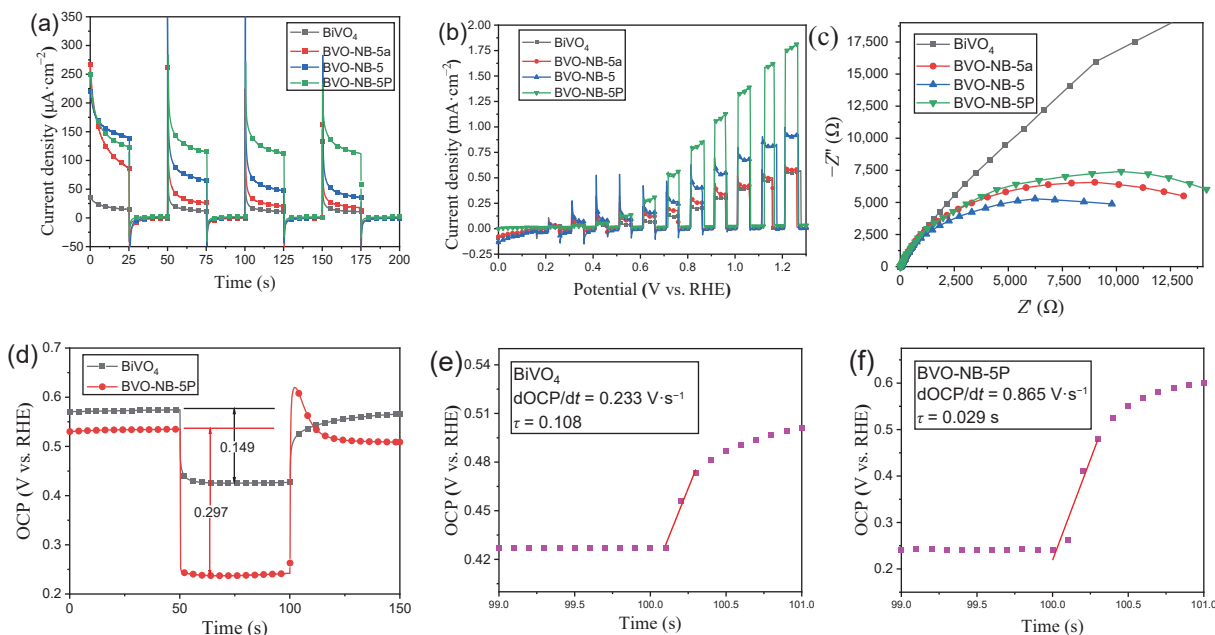 (a)
Current density (µA·cm⁻²)
350
300
250
200
150
100
50
0
−50
BiVO₄
BVO-NB-5a
BVO-NB-5
BVO-NB-5P
0 25 50 75 100 125 150 175 200
Time (s)
(b)
Current density (mA·cm⁻²)
2.00
1.75
1.50
1.25
1.00
0.75
0.50
0.25
0.00
−0.25
BiVO₄
BVO-NB-5a
BVO-NB-5
BVO-NB-5P
0.0 0.2 0.4 0.6 0.8 1.0 1.2
Potential (V vs. RHE)
(c)
−Z″ (Ω)
17,500
15,000
12,500
10,000
7,500
5,000
2,500
0
BiVO₄
BVO-NB-5a
BVO-NB-5
BVO-NB-5P
0 2,500 5,000 7,500 10,000 12,500
Z′ (Ω)
(d)
OCP (V vs. RHE)
0.7
0.6
0.5
0.4
0.3
0.2
BiVO₄
BVO-NB-5P
0.149
0.297
0 50 100 150
Time (s)
(e)
OCP (V vs. RHE)
0.54
0.51
0.48
0.45
0.42
BiVO₄
dOCP/dt = 0.233 V·s⁻¹
τ = 0.108
99.0 99.5 100.0 100.5 101.0
Time (s)
(f)
OCP (V vs. RHE)
0.6
0.5
0.4
0.3
0.2
BVO-NB-5P
dOCP/dt = 0.865 V·s⁻¹
τ = 0.029 s
99.0 99.5 100.0 100.5 101.0
Time (s)